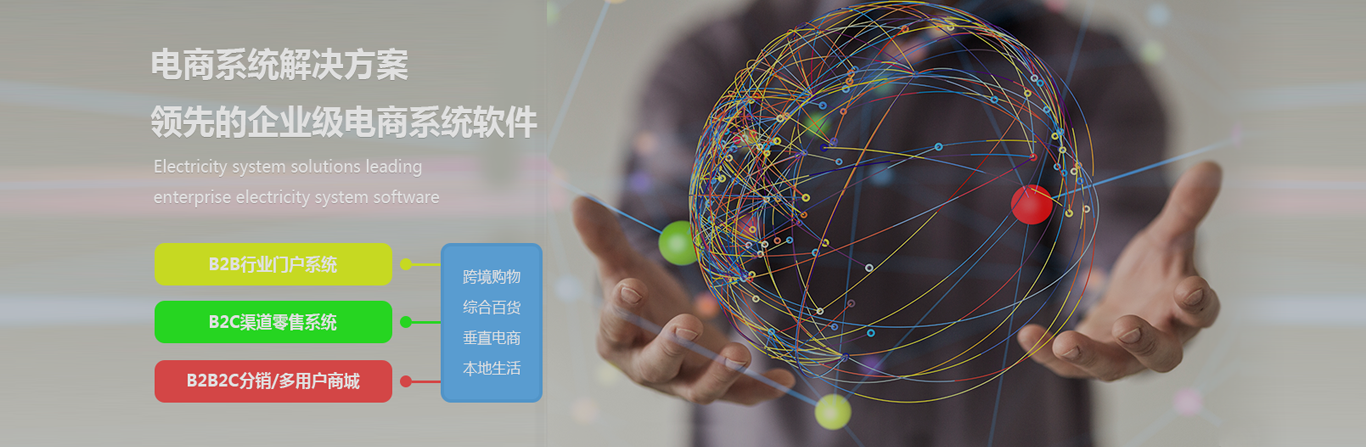 电商系统解决方案
领先的企业级电商系统软件
Electricity system solutions leading
enterprise electricity system software
B2B行业门户系统
B2C渠道零售系统
B2B2C分销/多用户商城
跨境购物
综合百货
垂直电商
本地生活